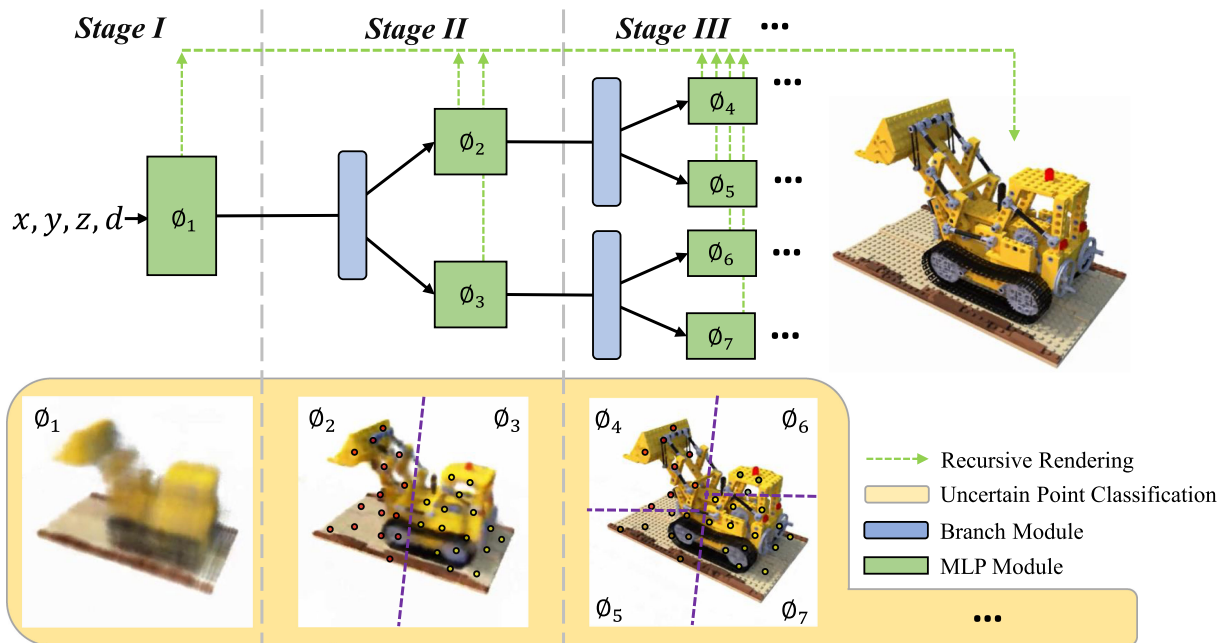 Stage I
Stage II
Stage III
...
∅₁
∅₂
∅₃
∅₄
...
∅₅
...
∅₆
...
∅₇
...
x, y, z, d
∅₁
∅₂
∅₃
∅₄
∅₆
∅₅
∅₇
Recursive Rendering
Uncertain Point Classification
Branch Module
MLP Module
...